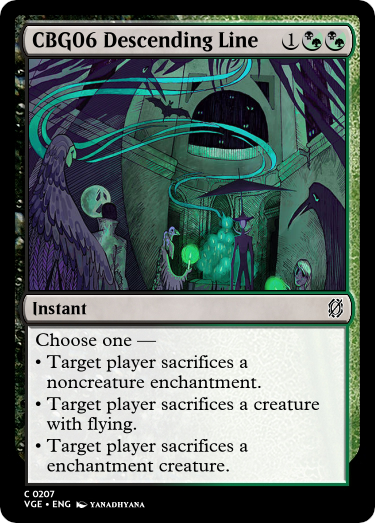 CBG06 Descending Line 1
Instant
Choose one —
• Target player sacrifices a
noncreature enchantment.
• Target player sacrifices a creature
with flying.
• Target player sacrifices a
enchantment creature.
C 0207
VGE • ENG YANADHYANA